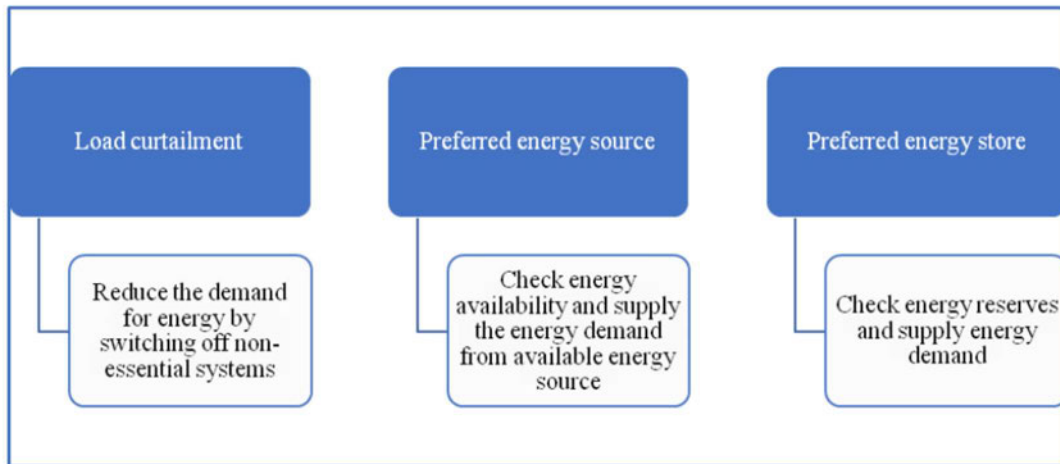 Load curtailment
Reduce the demand
for energy by
switching off non-
essential systems
Preferred energy source
Check energy
availability and supply
the energy demand
from available energy
source
Preferred energy store
Check energy reserves
and supply energy
demand